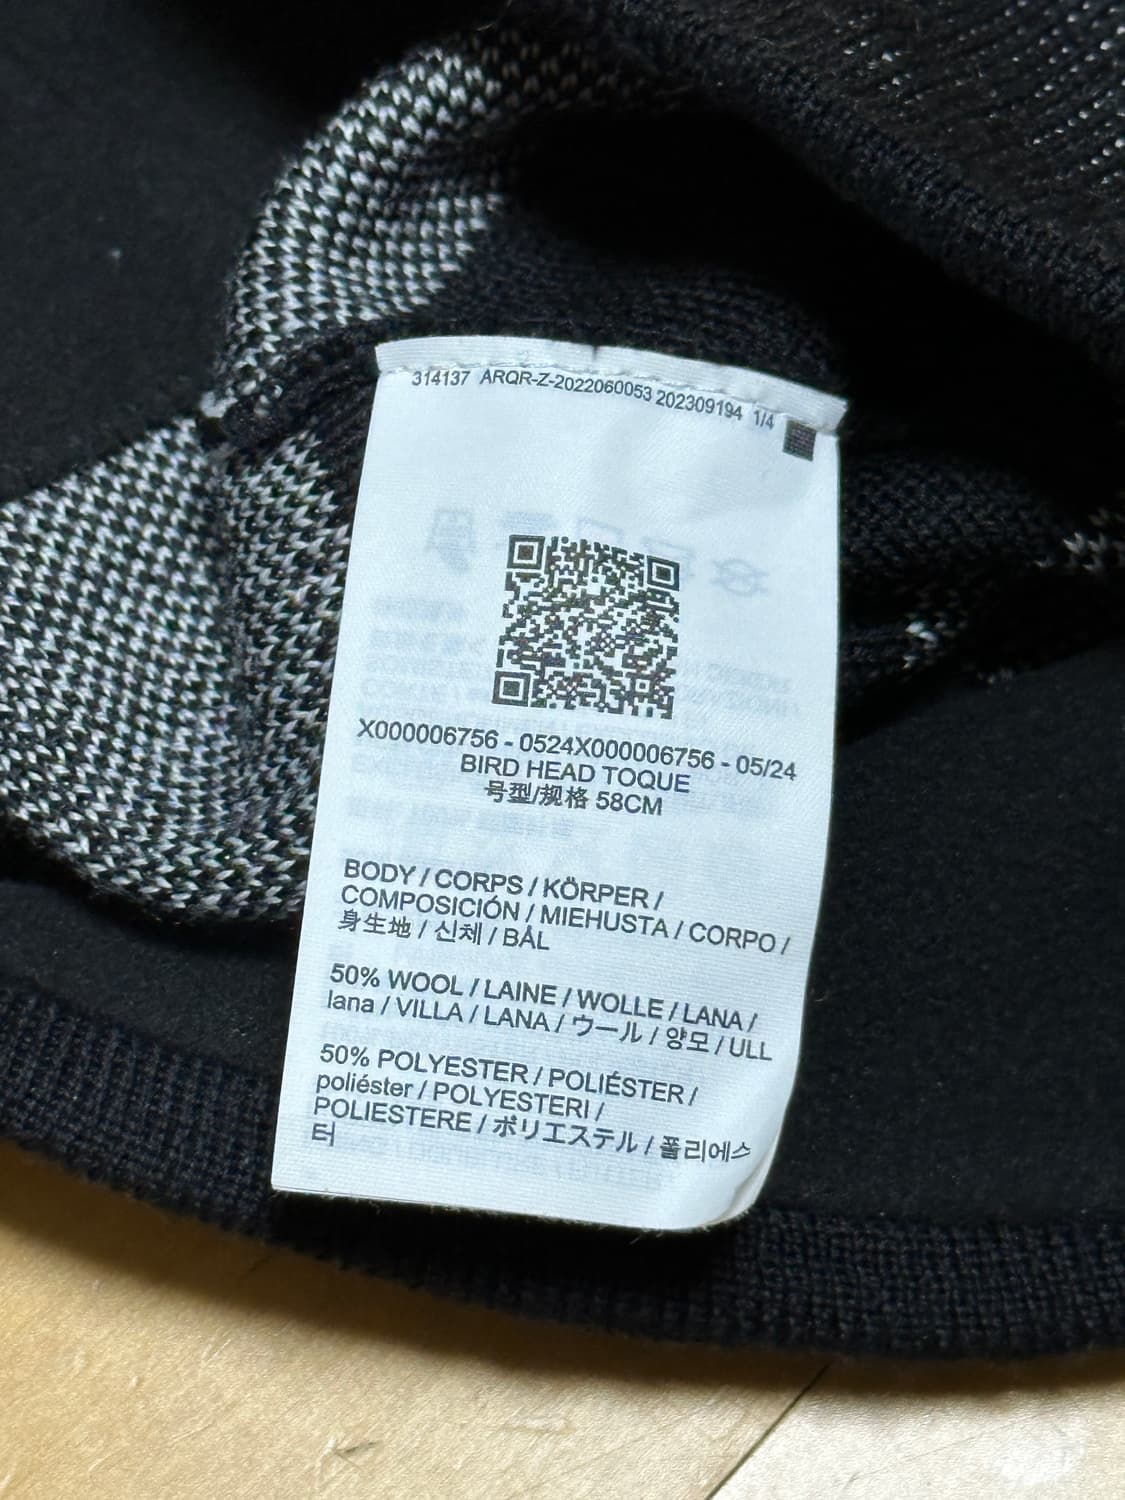 314137 ARQR-Z-2022060053 202309194 1/4
X000006756 - 0524X000006756 - 05/24
BIRD HEAD TOQUE
号型/规格 58CM
BODY / CORPS / KÖRPER /
COMPOSICIÓN / MIEHUSTA / CORPO /
身生地 / 신체 / BÅL
50% WOOL / LAINE / WOLLE / LANA /
lana / VILLA / LANA / ウール / 양모 / ULL
50% POLYESTER / POLIÉSTER /
poliéster / POLYESTERI /
POLIESTERE / ポリエステル / 폴리에스
터